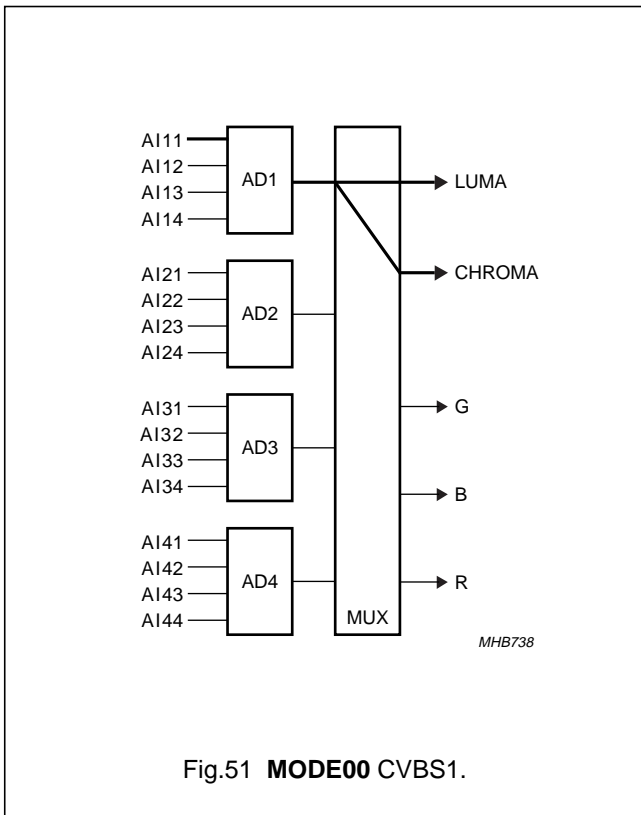 AI11
AI12
AI13
AI14
AD1
LUMA
CHROMA
AI21
AI22
AI23
AI24
AD2
AI31
AI32
AI33
AI34
AD3
G
B
AI41
AI42
AI43
AI44
AD4
R
MUX
MHB738
Fig.51 MODE00 CVBS1.